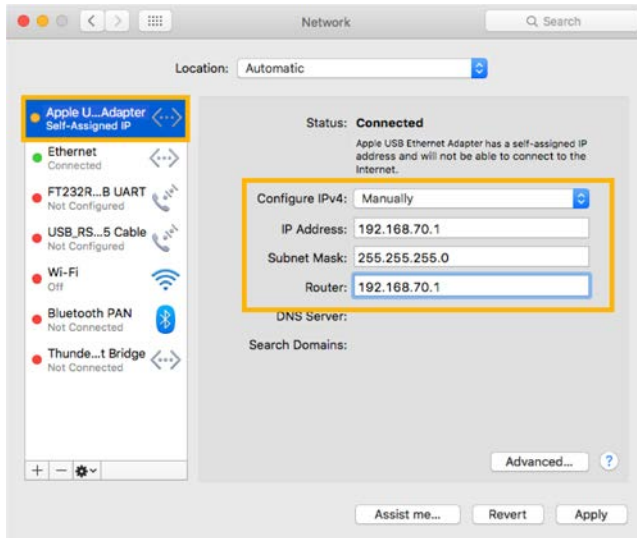 Network
Search
Location: Automatic
Apple U...Adapter
Self-Assigned IP
Ethernet
Connected
FT232R...B UART
Not Configured
USB_RS...5 Cable
Not Configured
Wi-Fi
Off
Bluetooth PAN
Not Connected
Thunde...t Bridge
Not Connected
+ −
Status: Connected
Apple USB Ethernet Adapter has a self-assigned IP
address and will not be able to connect to the
Internet.
Configure IPv4: Manually
IP Address: 192.168.70.1
Subnet Mask: 255.255.255.0
Router: 192.168.70.1
DNS Server:
Search Domains:
Advanced... ?
Assist me... Revert Apply